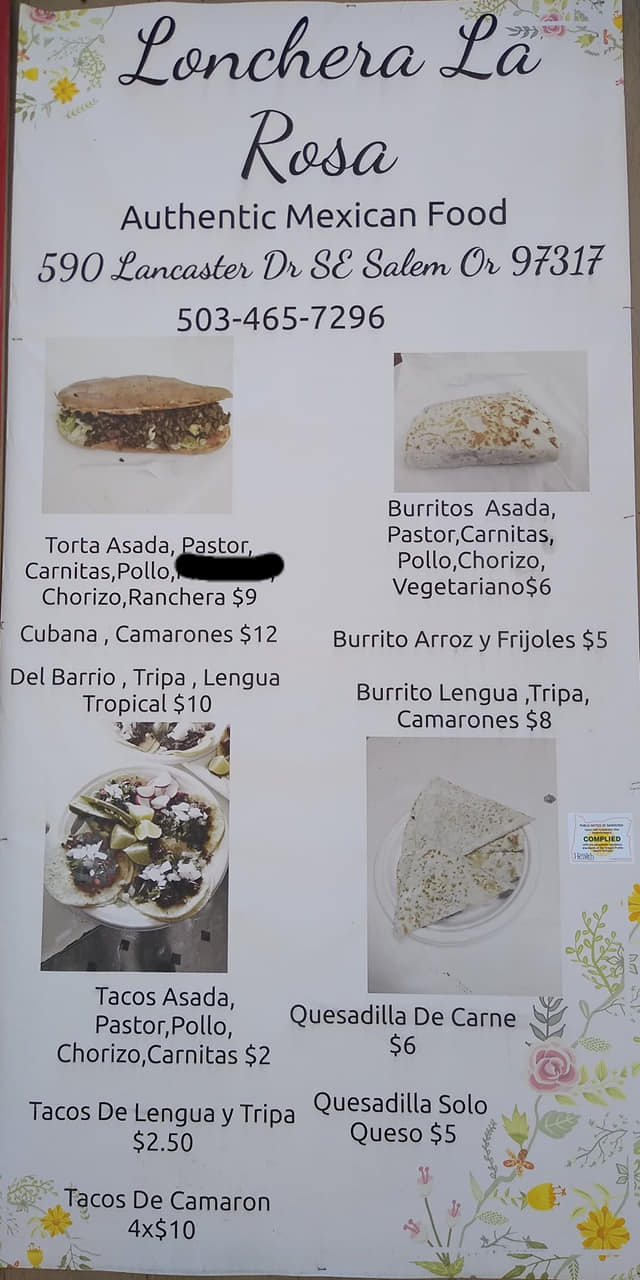 Lonchera La
Rosa
Authentic Mexican Food
590 Lancaster Dr SE Salem Or 97317
503-465-7296
Torta Asada, Pastor,
Carnitas,Pollo,
Chorizo,Ranchera $9
Cubana , Camarones $12
Del Barrio , Tripa , Lengua
Tropical $10
Burritos Asada,
Pastor,Carnitas,
Pollo,Chorizo,
Vegetariano$6
Burrito Arroz y Frijoles $5
Burrito Lengua ,Tripa,
Camarones $8
COMPLIED
Health
Tacos Asada,
Pastor,Pollo,
Chorizo,Carnitas $2
Tacos De Lengua y Tripa
$2.50
Tacos De Camaron
4x$10
Quesadilla De Carne
$6
Quesadilla Solo
Queso $5